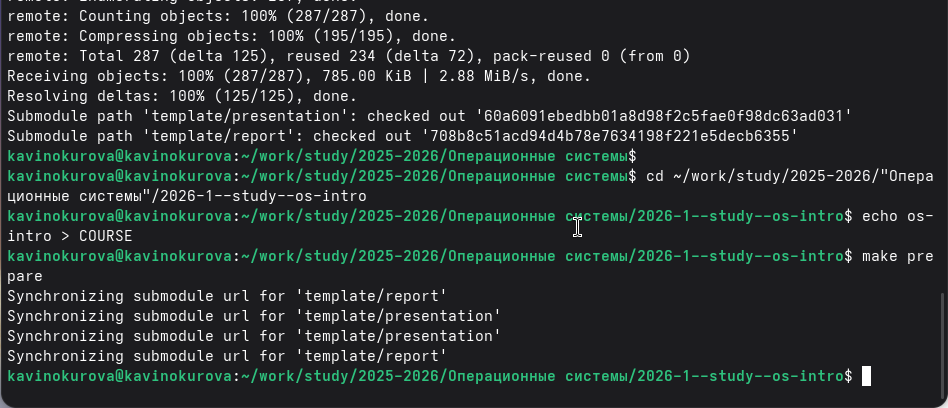 remote: Enumerating objects: 287, done.
remote: Counting objects: 100% (287/287), done.
remote: Compressing objects: 100% (195/195), done.
remote: Total 287 (delta 125), reused 234 (delta 72), pack-reused 0 (from 0)
Receiving objects: 100% (287/287), 785.00 KiB | 2.88 MiB/s, done.
Resolving deltas: 100% (125/125), done.
Submodule path 'template/presentation': checked out '60a6091ebedbb01a8d98f2c5fae0f98dc63ad031'
Submodule path 'template/report': checked out '708b8c51acd94d4b78e7634198f221e5decb6355'
kavinokurova@kavinokurova:~/work/study/2025-2026/Операционные системы$
kavinokurova@kavinokurova:~/work/study/2025-2026/Операционные системы$ cd ~/work/study/2025-2026/"Опера
ционные системы"/2026-1--study--os-intro
kavinokurova@kavinokurova:~/work/study/2025-2026/Операционные системы/2026-1--study--os-intro$ echo os-
intro > COURSE
kavinokurova@kavinokurova:~/work/study/2025-2026/Операционные системы/2026-1--study--os-intro$ make pre
pare
Synchronizing submodule url for 'template/report'
Synchronizing submodule url for 'template/presentation'
Synchronizing submodule url for 'template/presentation'
Synchronizing submodule url for 'template/report'
kavinokurova@kavinokurova:~/work/study/2025-2026/Операционные системы/2026-1--study--os-intro$